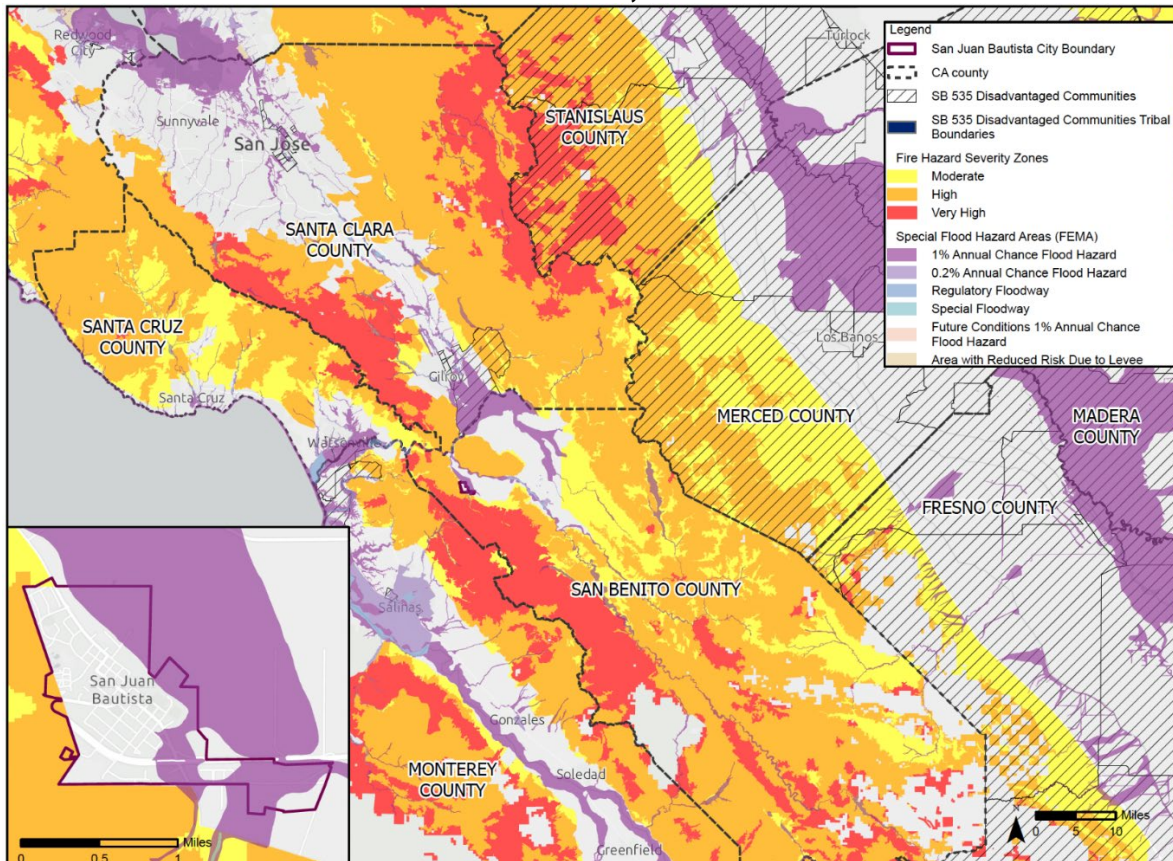 Legend
San Juan Bautista City Boundary
CA county
SB 535 Disadvantaged Communities
SB 535 Disadvantaged Communities Tribal
Boundaries
Fire Hazard Severity Zones
Moderate
High
Very High
Special Flood Hazard Areas (FEMA)
1% Annual Chance Flood Hazard
0.2% Annual Chance Flood Hazard
Regulatory Floodway
Special Floodway
Future Conditions 1% Annual Chance
Flood Hazard
Area with Reduced Risk Due to Levee
Redwood
City
Turlock
Sunnyvale
San Jose
STANISLAUS
COUNTY
SANTA CLARA
COUNTY
SANTA CRUZ
COUNTY
Los Banos
Gilroy
Santa Cruz
MERCED COUNTY
MADERA
COUNTY
Watsonville
FRESNO COUNTY
SAN BENITO COUNTY
Salinas
San Juan
Bautista
Gonzales
MONTEREY
COUNTY
Soledad
Greenfield
0 0.5 1 Miles
N
0 5 10 Miles